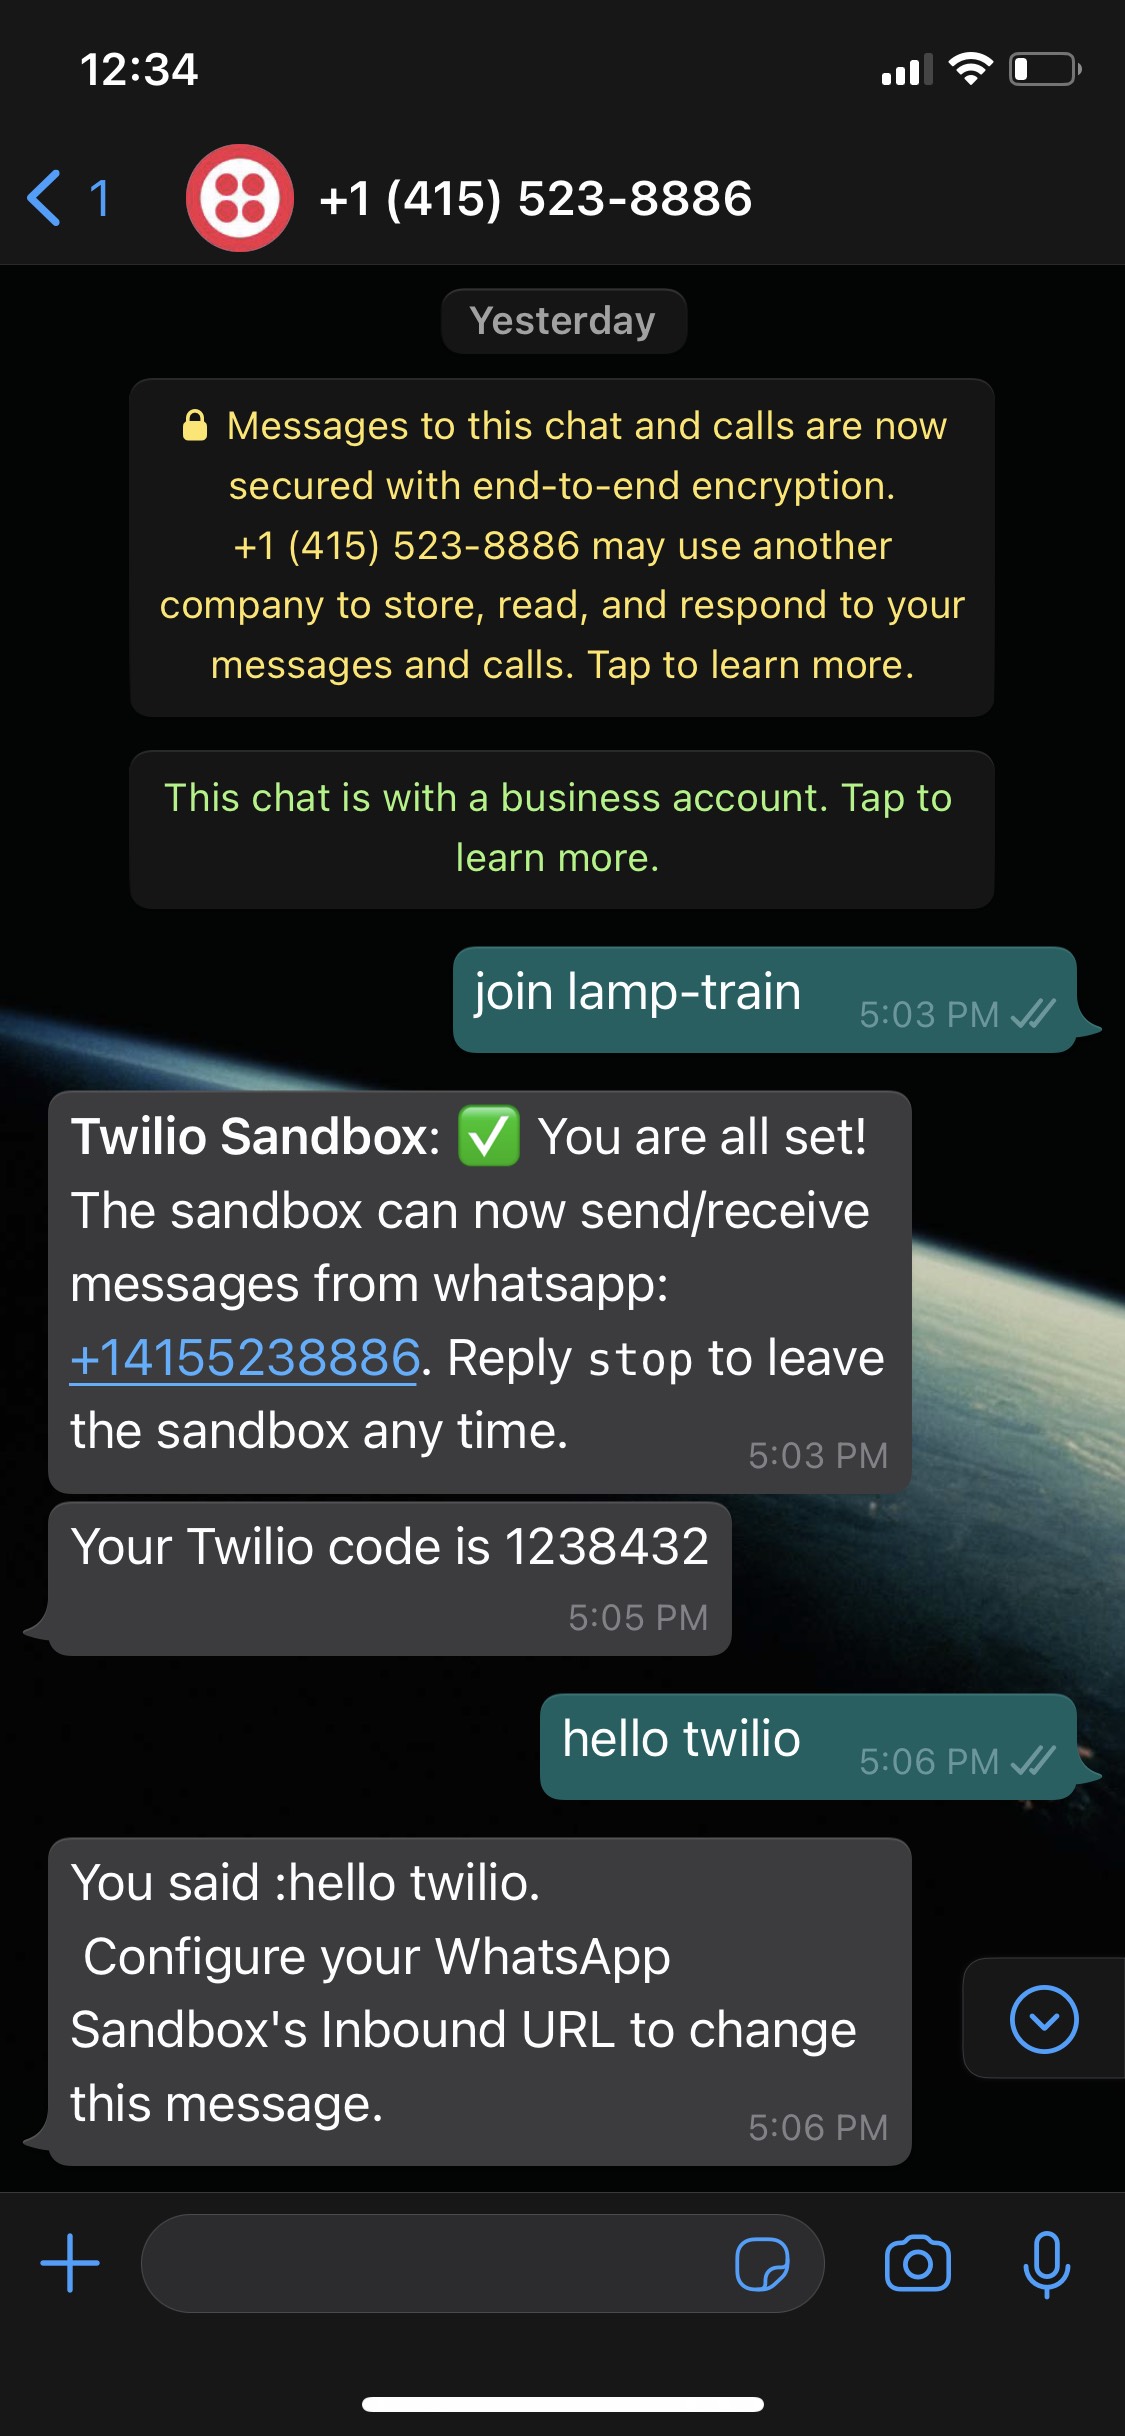 12:34
1
+1 (415) 523-8886
Yesterday
Messages to this chat and calls are now
secured with end-to-end encryption.
+1 (415) 523-8886 may use another
company to store, read, and respond to your
messages and calls. Tap to learn more.
This chat is with a business account. Tap to
learn more.
join lamp-train
5:03 PM
Twilio Sandbox: ✅ You are all set!
The sandbox can now send/receive
messages from whatsapp:
+14155238886. Reply stop to leave
the sandbox any time.
5:03 PM
Your Twilio code is 1238432
5:05 PM
hello twilio
5:06 PM
You said :hello twilio.
Configure your WhatsApp
Sandbox's Inbound URL to change
this message.
5:06 PM